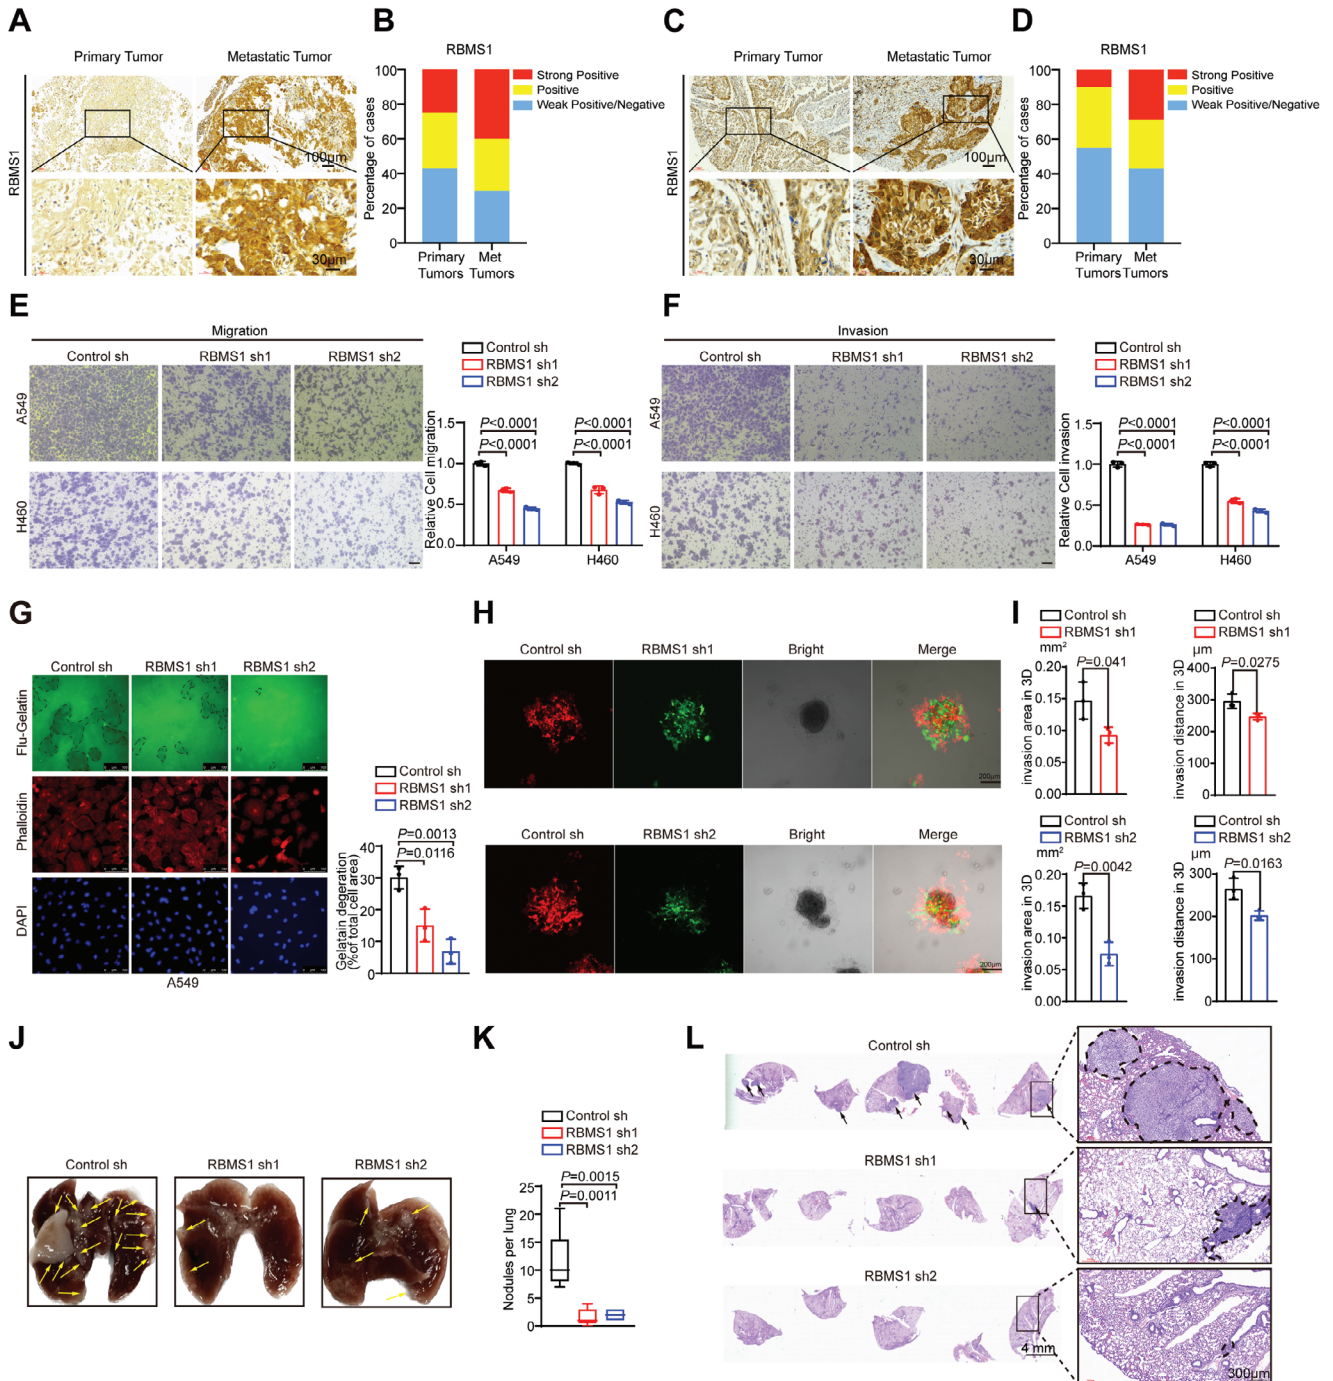 A
Primary Tumor
Metastatic Tumor
RBMS1
100µm
30µm
B
RBMS1
Percentage of cases
100
80
60
40
20
0
Primary Tumors
Met Tumors
Strong Positive
Positive
Weak Positive/Negative
C
Primary Tumor
Metastatic Tumor
RBMS1
100µm
30µm
D
RBMS1
Percentage of cases
100
80
60
40
20
0
Primary Tumors
Met Tumors
Strong Positive
Positive
Weak Positive/Negative
E
Migration
Control sh
RBMS1 sh1
RBMS1 sh2
A549
H460
Control sh
RBMS1 sh1
RBMS1 sh2
Relative Cell migration
1.5
1.0
0.5
0.0
P<0.0001
P<0.0001
P<0.0001
P<0.0001
A549
H460
F
Invasion
Control sh
RBMS1 sh1
RBMS1 sh2
A549
H460
Control sh
RBMS1 sh1
RBMS1 sh2
Relative Cell invasion
1.5
1.0
0.5
0.0
P<0.0001
P<0.0001
P<0.0001
P<0.0001
A549
H460
G
Control sh
RBMS1 sh1
RBMS1 sh2
Flu-Gelatin
Phalloidin
DAPI
A549
Control sh
RBMS1 sh1
RBMS1 sh2
P=0.0013
P=0.0116
Gelatain degeration
(%of total cell area)
40
30
20
10
0
H
Control sh
RBMS1 sh1
Bright
Merge
200µm
Control sh
RBMS1 sh2
Bright
Merge
200µm
I
Control sh
RBMS1 sh1
mm²
P=0.041
invasion area in 3D
0.20
0.15
0.10
0.05
0.00
Control sh
RBMS1 sh1
µm
P=0.0275
invasion distance in 3D
400
300
200
100
0
Control sh
RBMS1 sh2
mm²
P=0.0042
invasion area in 3D
0.20
0.15
0.10
0.05
0.00
Control sh
RBMS1 sh2
µm
P=0.0163
invasion distance in 3D
300
200
100
0
J
Control sh
RBMS1 sh1
RBMS1 sh2
K
Control sh
RBMS1 sh1
RBMS1 sh2
P=0.0015
P=0.0011
Nodules per lung
25
20
15
10
5
0
L
Control sh
RBMS1 sh1
RBMS1 sh2
4 mm
300µm